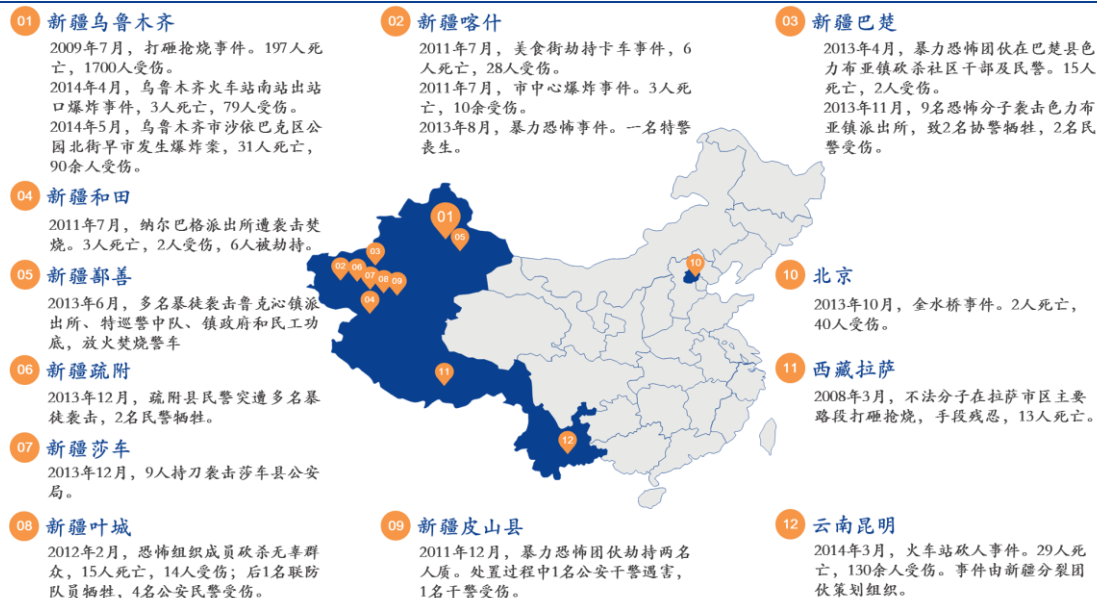 01 新疆乌鲁木齐
2009年7月，打砸抢烧事件。197人死
亡，1700人受伤。
2014年4月，乌鲁木齐火车站南站出站
口爆炸事件，3人死亡，79人受伤。
2014年5月，乌鲁木齐市沙依巴克区公
园北街早市发生爆炸案，31人死亡，
90余人受伤。
02 新疆喀什
2011年7月，美食街劫持卡车事件，6
人死亡，28人受伤。
2011年7月，市中心爆炸事件。3人死
亡，10余受伤。
2013年8月，暴力恐怖事件。一名特警
丧生。
03 新疆巴楚
2013年4月，暴力恐怖团伙在巴楚县色
力布亚镇砍杀社区干部及民警。15人
死亡，2人受伤。
2013年11月，9名恐怖分子袭击色力布
亚镇派出所，致2名协警牺牲，2名民
警受伤。
04 新疆和田
2011年7月，纳尔巴格派出所遭袭击焚
烧。3人死亡，2人受伤，6人被劫持。
05 新疆鄯善
2013年6月，多名暴徒袭击鲁克沁镇派
出所、特巡警中队、镇政府和民工功
底，放火焚烧警车
06 新疆疏附
2013年12月，疏附县民警突遭多名暴
徒袭击，2名民警牺牲。
07 新疆莎车
2013年12月，9人持刀袭击莎车县公安
局。
08 新疆叶城
2012年2月，恐怖组织成员砍杀无辜群
众，15人死亡，14人受伤；后1名联防
队员牺牲，4名公安民警受伤。
01
05
03
02
06
07
08
09
04
11
12
10
09 新疆皮山县
2011年12月，暴力恐怖团伙劫持两名
人质。处置过程中1名公安干警遇害，
1名干警受伤。
10 北京
2013年10月，金水桥事件。2人死亡，
40人受伤。
11 西藏拉萨
2008年3月，不法分子在拉萨市区主要
路段打砸抢烧，手段残忍，13人死亡。
12 云南昆明
2014年3月，火车站砍人事件。29人死
亡，130余人受伤。事件由新疆分裂团
伙策划组织。